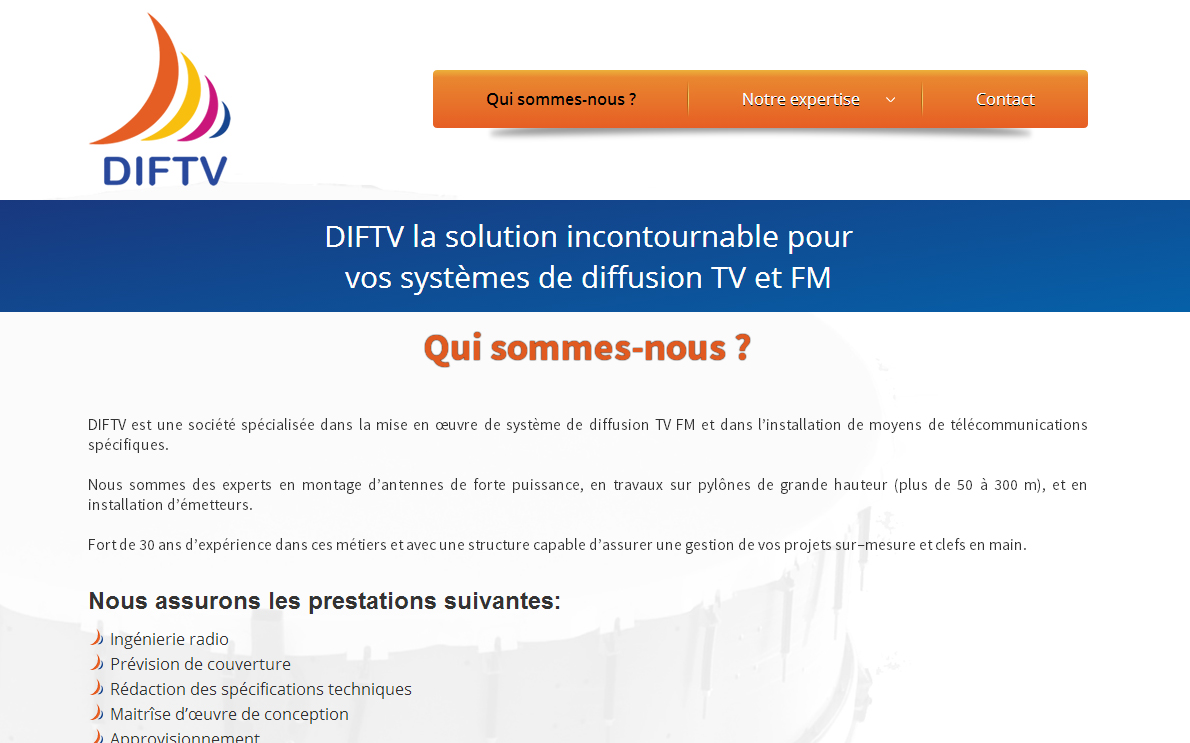 DIFTV
Qui sommes-nous ?
Notre expertise
Contact
DIFTV la solution incontournable pour
vos systèmes de diffusion TV et FM
Qui sommes-nous ?
DIFTV est une société spécialisée dans la mise en œuvre de système de diffusion TV FM et dans l’installation de moyens de télécommunications
spécifiques.
Nous sommes des experts en montage d’antennes de forte puissance, en travaux sur pylônes de grande hauteur (plus de 50 à 300 m), et en
installation d’émetteurs.
Fort de 30 ans d’expérience dans ces métiers et avec une structure capable d’assurer une gestion de vos projets sur–mesure et clefs en main.
Nous assurons les prestations suivantes:
Ingénierie radio
Prévision de couverture
Rédaction des spécifications techniques
Maitrîse d’œuvre de conception
Approvisionnement